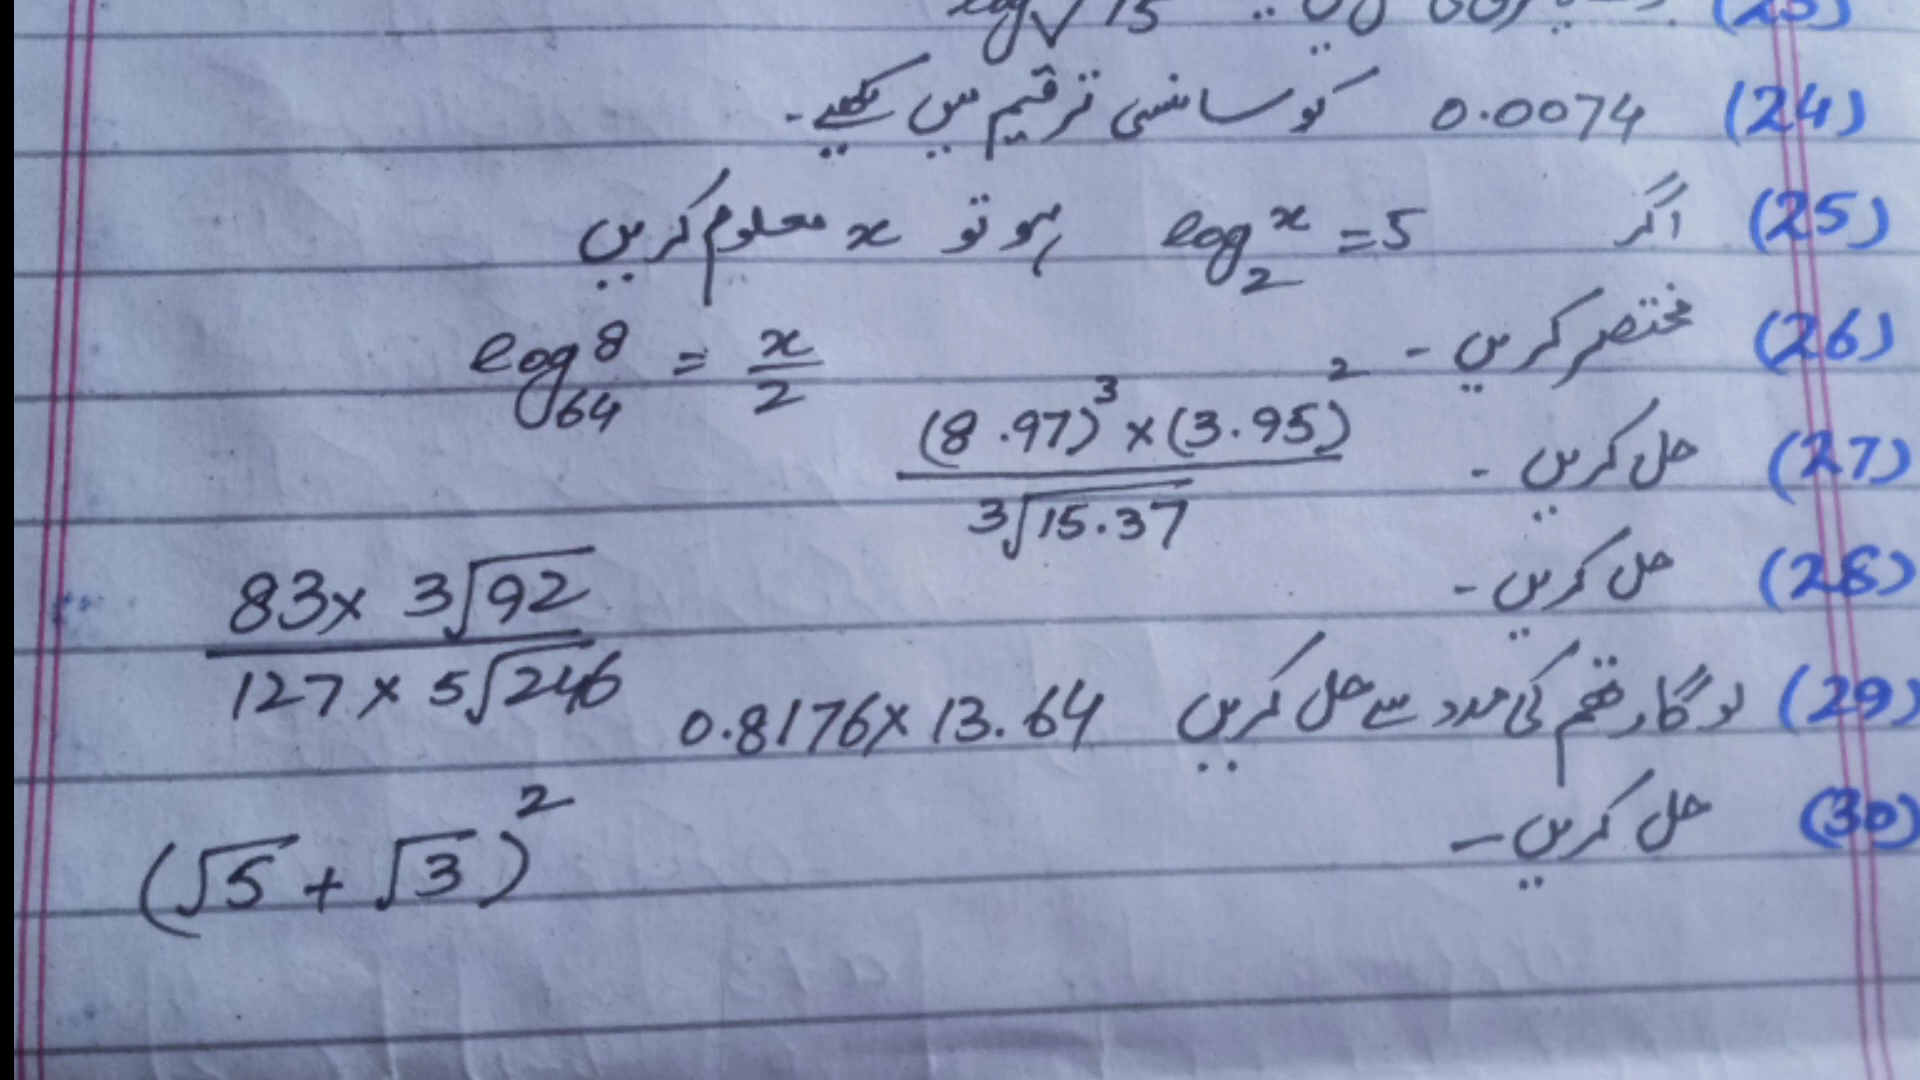 (24) 0.0074 کو سائنسی ترقیم میں لکھیے۔
(25) اگر log₂ˣ = 5 ہو تو x معلوم کریں
(26) مختصر کریں۔ log₆₄⁸ = x/2
(27) حل کریں۔ (8.97)³ × (3.95)² / 3√15.37
(28) حل کریں۔ 83 × 3√92 / 127 × 5√246
(29) لوگارتھم کی مدد سے حل کریں 0.8176 × 13.64
(30) حل کریں۔ (√5 + √3)²